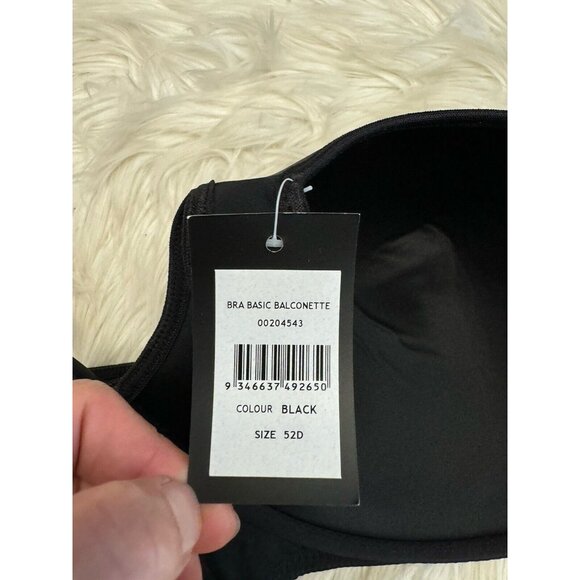 BRA BASIC BALCONETTE
00204543
9 346637 492650
COLOUR BLACK
SIZE 52D